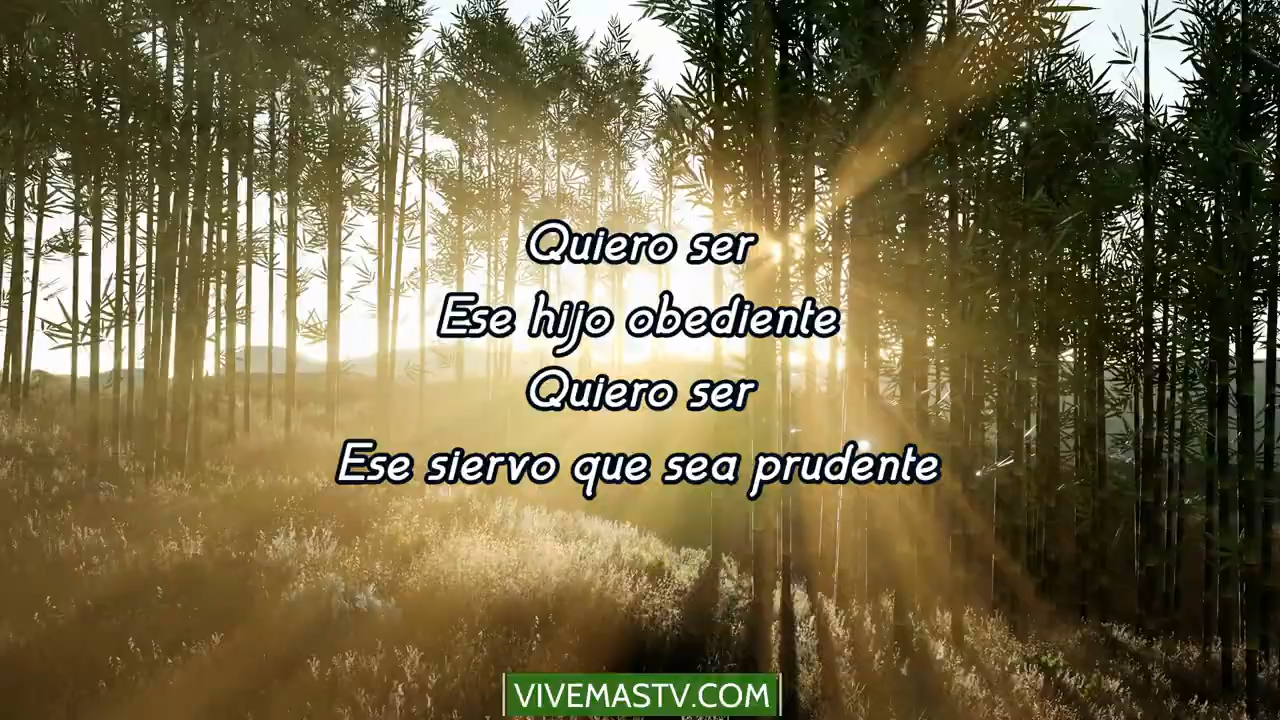 Quiero ser
Ese hijo obediente
Quiero ser
Ese siervo que sea prudente
VIVEMASTV.COM